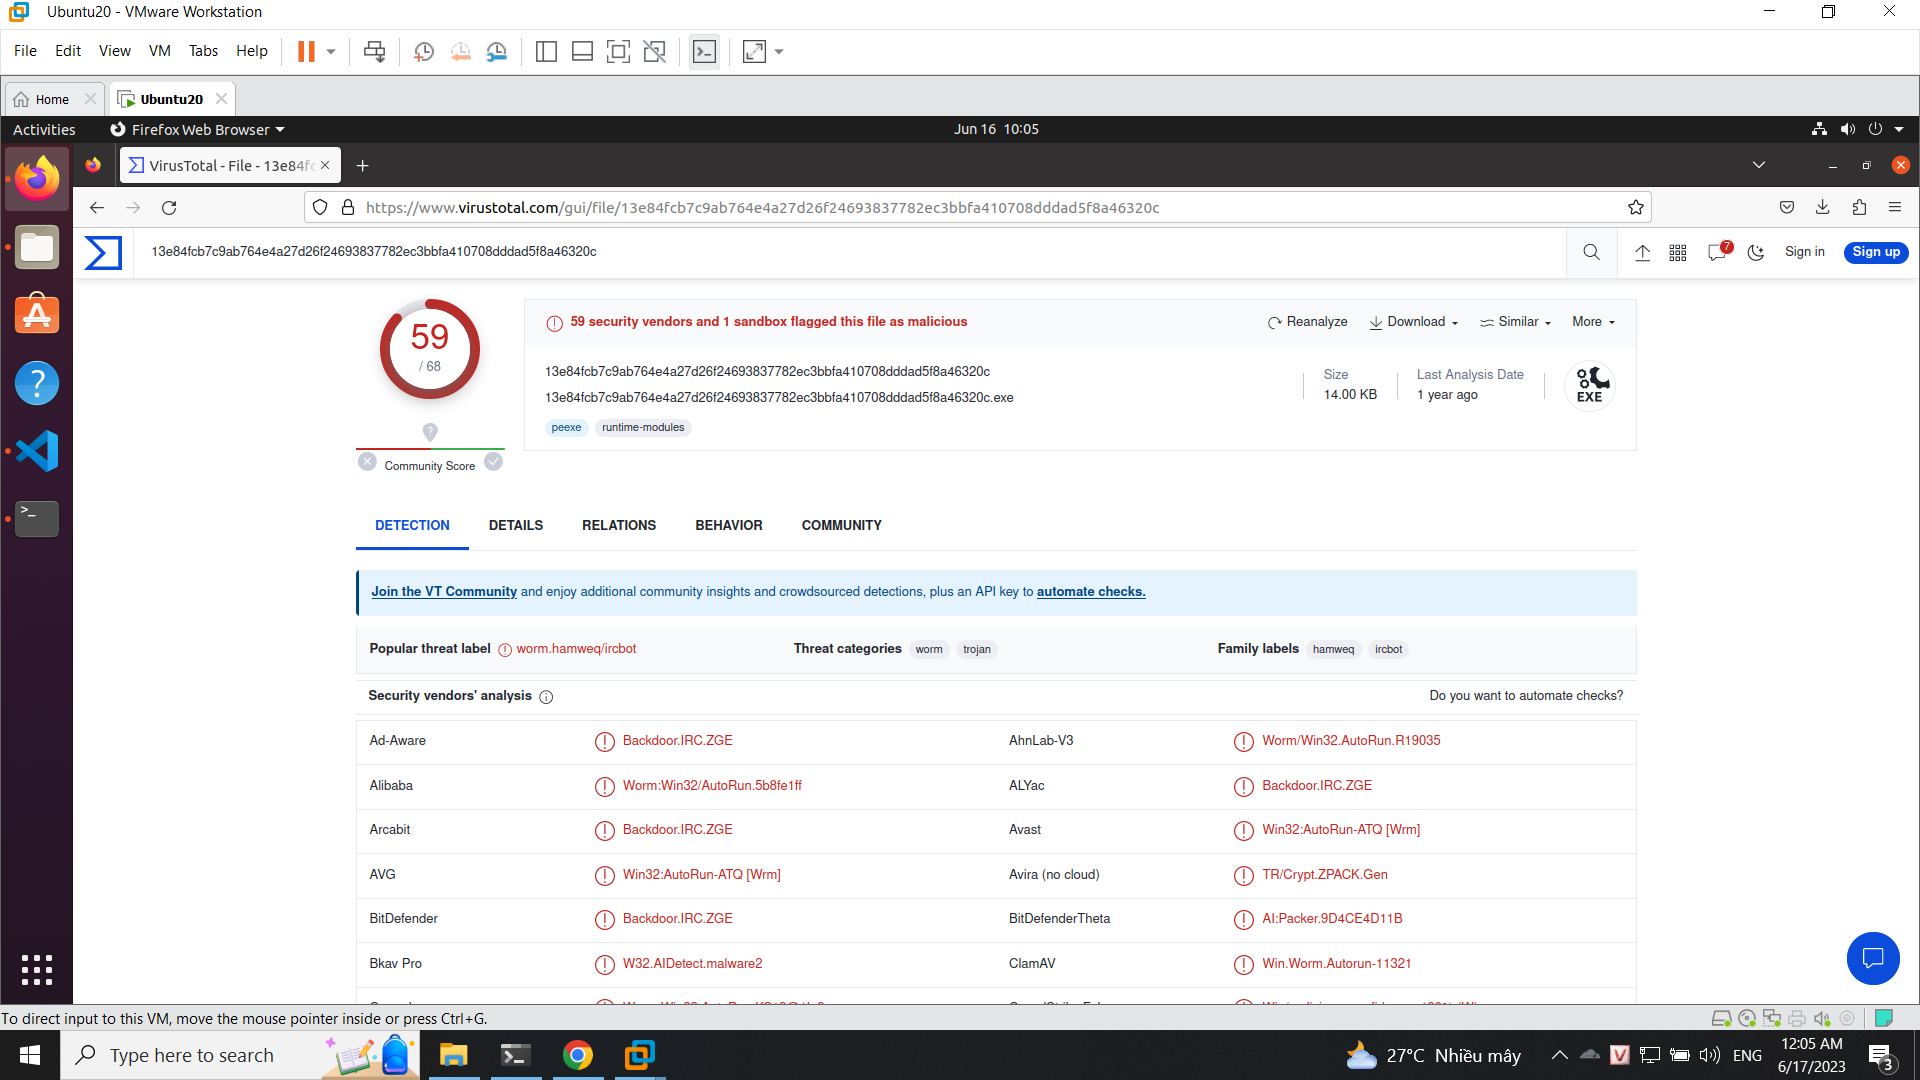 Ubuntu20 - VMware Workstation
File Edit View VM Tabs Help
Home Ubuntu20
Activities Firefox Web Browser Jun 16 10:05
VirusTotal - File - 13e84fc
https://www.virustotal.com/gui/file/13e84fcb7c9ab764e4a27d26f24693837782ec3bbfa410708dddad5f8a46320c
13e84fcb7c9ab764e4a27d26f24693837782ec3bbfa410708dddad5f8a46320c 7 Sign in Sign up
59
/ 68
Community Score
59 security vendors and 1 sandbox flagged this file as malicious Reanalyze Download Similar More
13e84fcb7c9ab764e4a27d26f24693837782ec3bbfa410708dddad5f8a46320c
13e84fcb7c9ab764e4a27d26f24693837782ec3bbfa410708dddad5f8a46320c.exe
peexe runtime-modules
Size
14.00 KB
Last Analysis Date
1 year ago
EXE
DETECTION DETAILS RELATIONS BEHAVIOR COMMUNITY
Join the VT Community and enjoy additional community insights and crowdsourced detections, plus an API key to automate checks.
Popular threat label worm.hamweq/ircbot Threat categories worm trojan Family labels hamweq ircbot
Security vendors' analysis Do you want to automate checks?
Ad-Aware Backdoor.IRC.ZGE AhnLab-V3 Worm/Win32.AutoRun.R19035
Alibaba Worm:Win32/AutoRun.5b8fe1ff ALYac Backdoor.IRC.ZGE
Arcabit Backdoor.IRC.ZGE Avast Win32:AutoRun-ATQ [Wrm]
AVG Win32:AutoRun-ATQ [Wrm] Avira (no cloud) TR/Crypt.ZPACK.Gen
BitDefender Backdoor.IRC.ZGE BitDefenderTheta AI:Packer.9D4CE4D11B
Bkav Pro W32.AIDetect.malware2 ClamAV Win.Worm.Autorun-11321
To direct input to this VM, move the mouse pointer inside or press Ctrl+G.
Type here to search 27°C Nhiều mây ENG
12:05 AM
6/17/2023
3